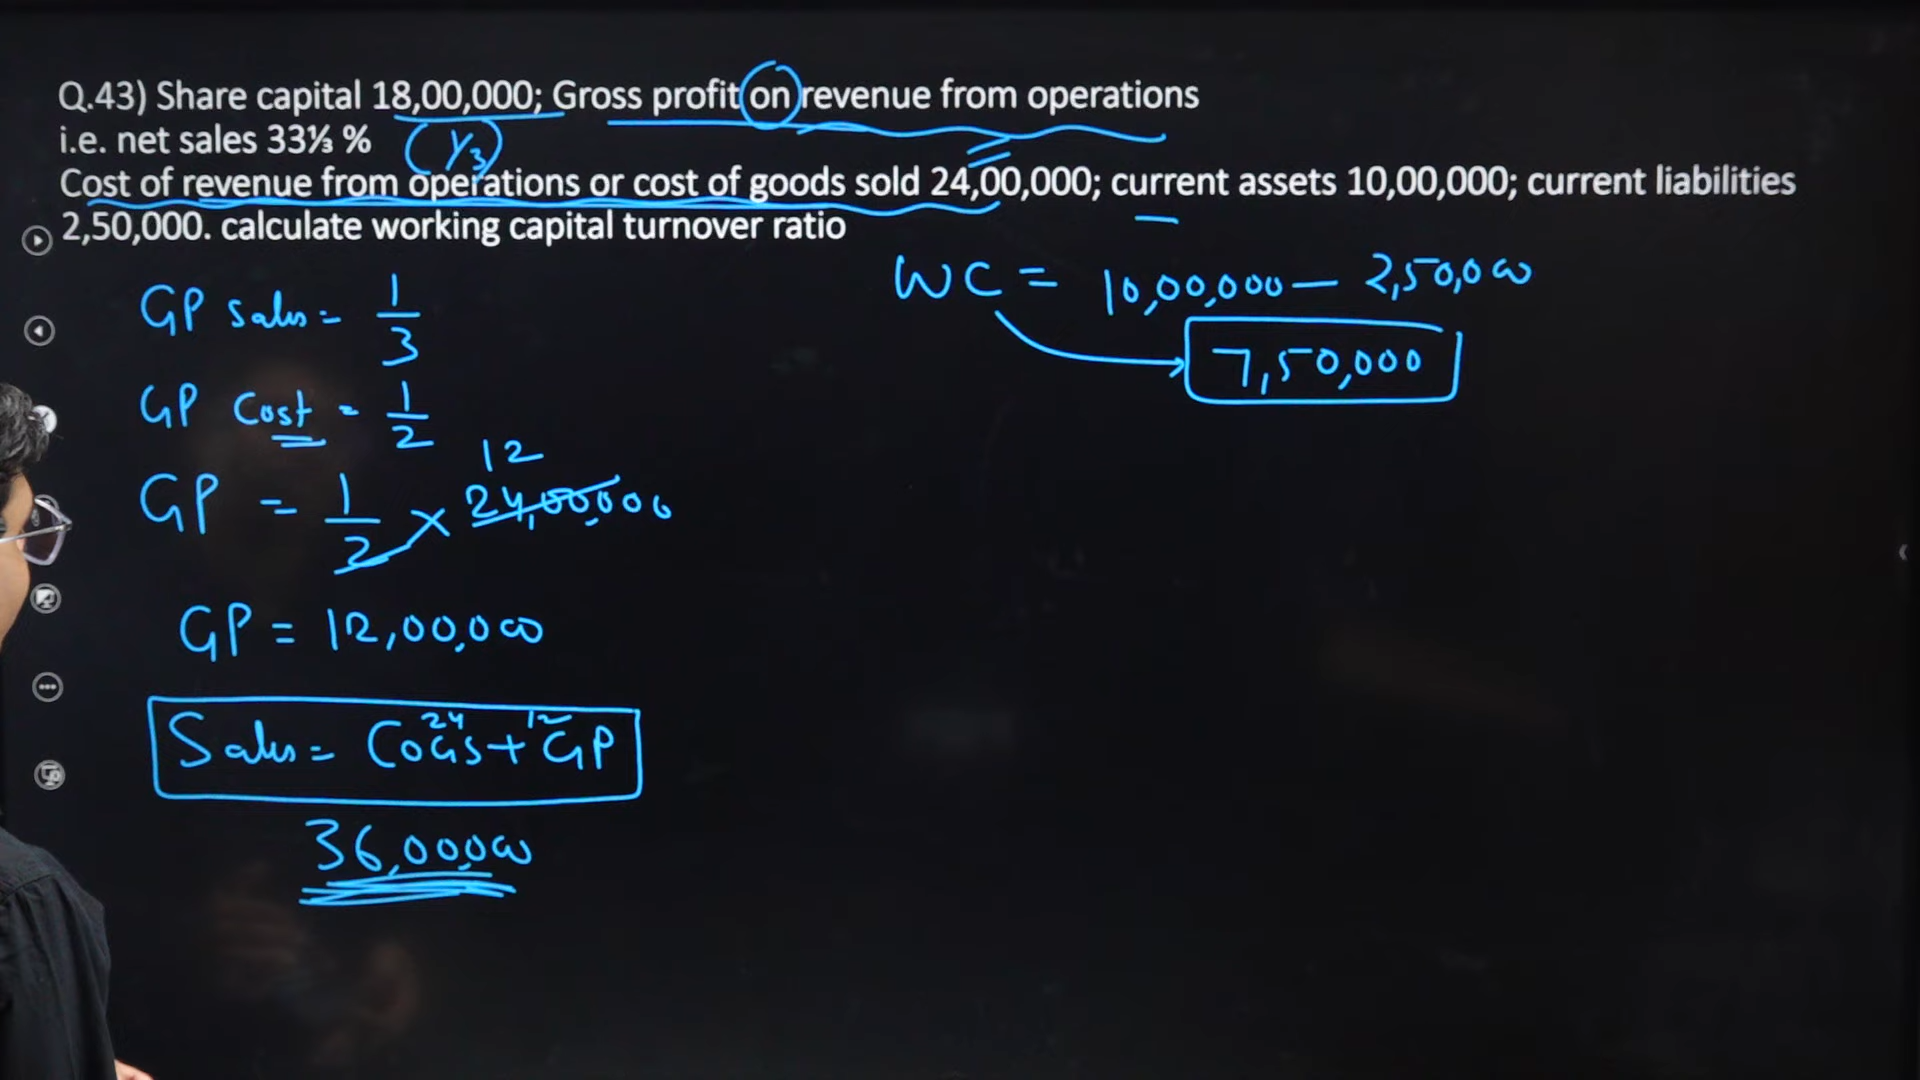 Q.43) Share capital 18,00,000; Gross profit on revenue from operations
i.e. net sales 33⅓ %
(1/3)
Cost of revenue from operations or cost of goods sold 24,00,000; current assets 10,00,000; current liabilities
2,50,000. calculate working capital turnover ratio
GP Sales = 1/3
GP Cost = 1/2
12
GP = 1/2 × 24,00,000
GP = 12,00,000
24 12
Sales = COGS + GP
36,00,000
WC = 10,00,000 — 2,50,000
7,50,000